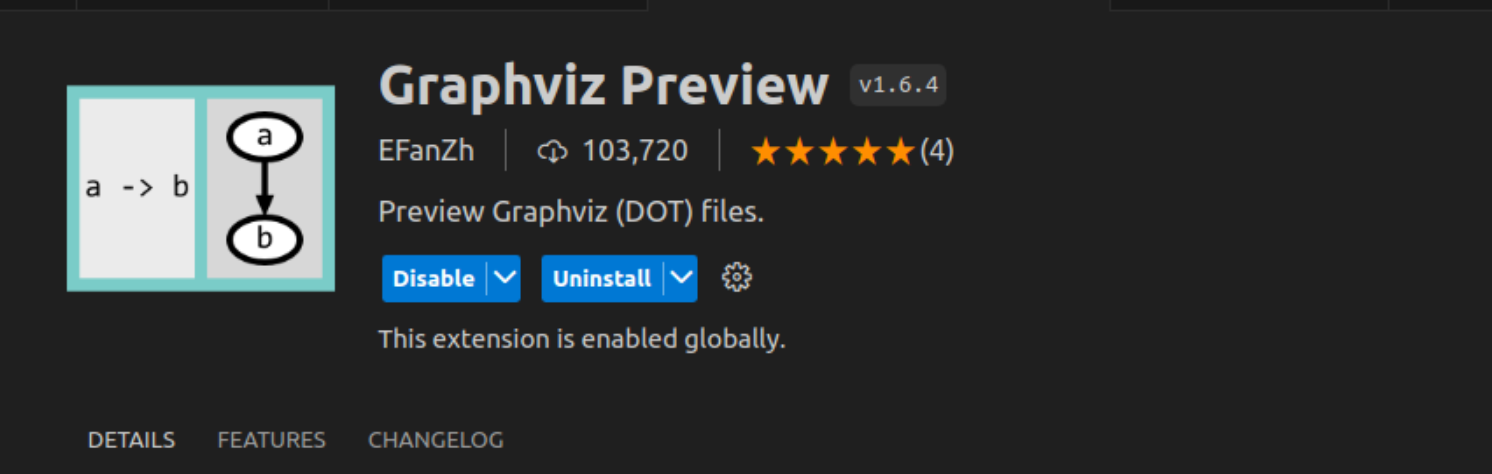 Graphviz Preview v1.6.4
EFanZh 103,720 ★★★★★(4)
Preview Graphviz (DOT) files.
Disable Uninstall
This extension is enabled globally.
a -> b
a
b
DETAILS FEATURES CHANGELOG